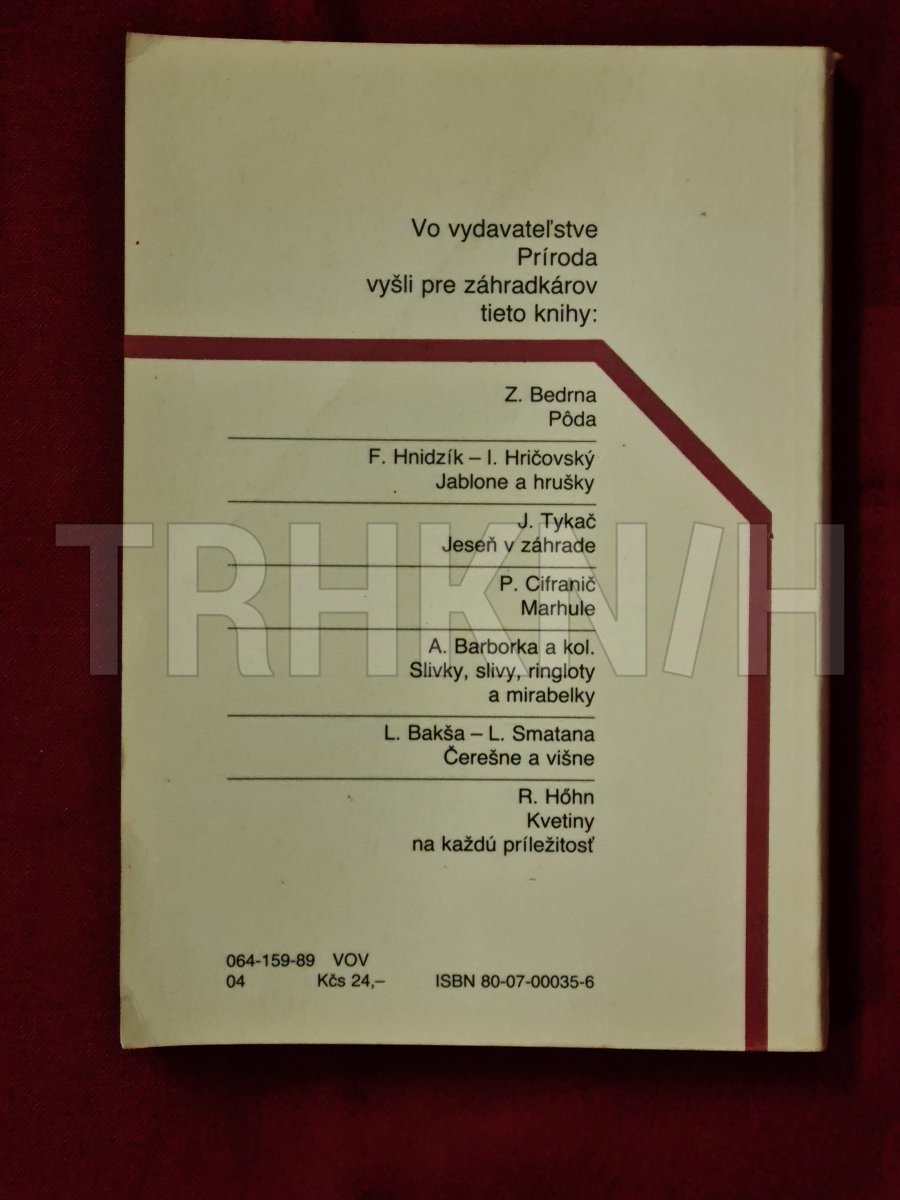 Vo vydavateľstve
Príroda
vyšli pre záhradkárov
tieto knihy:
Z. Bedrna
Pôda
F. Hnidzík – I. Hričovský
Jablone a hrušky
J. Tykač
Jeseň v záhrade
P. Cifranič
Marhule
A. Barborka a kol.
Slivky, slivy, ringloty
a mirabelky
L. Bakša – L. Smatana
Čerešne a višne
R. Hőhn
Kvetiny
na každú príležitosť
064-159-89 VOV
04 Kčs 24,– ISBN 80-07-00035-6
TRHKNIH